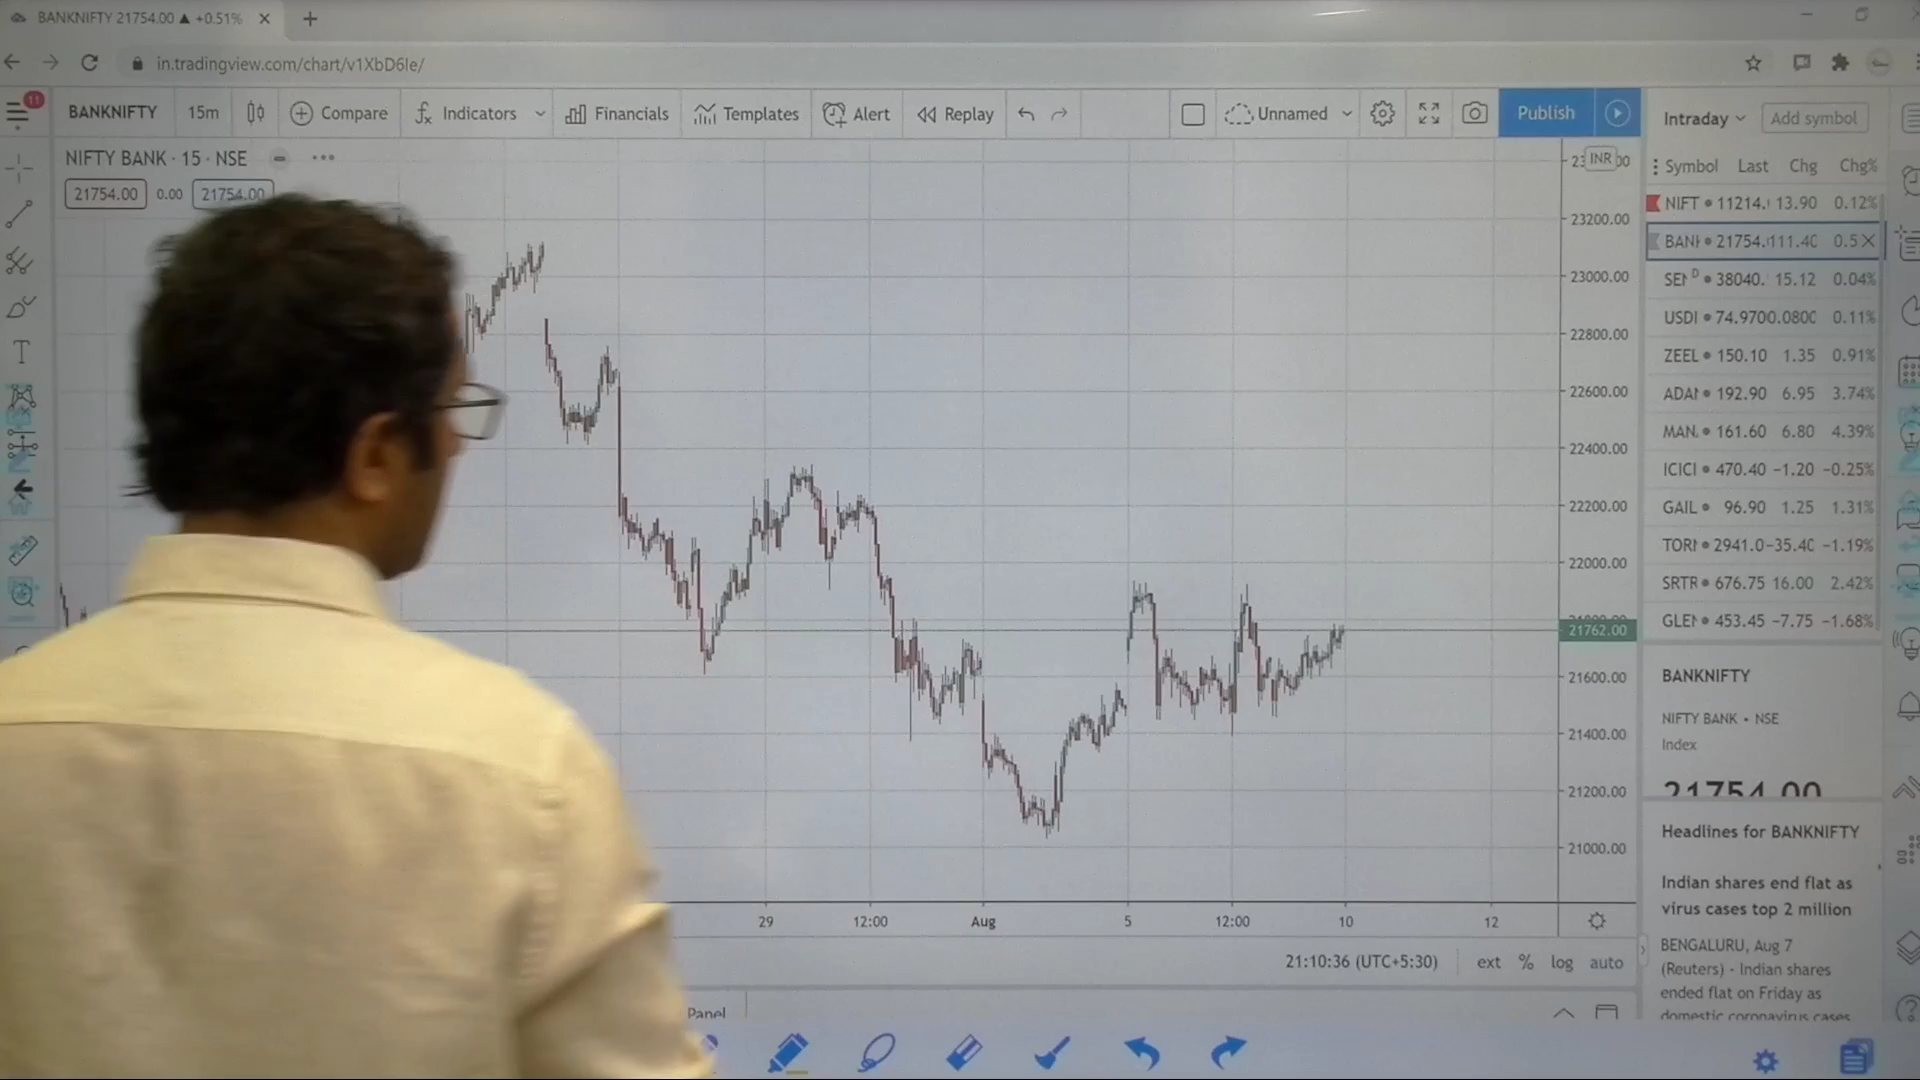 BANKNIFTY 21754.00 ▲ +0.51%
in.tradingview.com/chart/v1XbD6le/
11
BANKNIFTY 15m Compare Indicators Financials Templates Alert Replay Unnamed Publish
Intraday Add symbol
NIFTY BANK · 15 · NSE
21754.00 0.00 21754.00
INR
Symbol Last Chg Chg%
NIFT 11214. 13.90 0.12%
BANK 21754. 111.40 0.5
SEN D 38040. 15.12 0.04%
USDI 74.970 0.080 0.11%
ZEEL 150.10 1.35 0.91%
ADAN 192.90 6.95 3.74%
MAN 161.60 6.80 4.39%
ICICI 470.40 -1.20 -0.25%
GAIL 96.90 1.25 1.31%
TORN 2941.0 -35.40 -1.19%
SRTR 676.75 16.00 2.42%
GLEN 453.45 -7.75 -1.68%
23200.00
23000.00
22800.00
22600.00
22400.00
22200.00
22000.00
21762.00
21600.00
21400.00
21200.00
21000.00
29 12:00 Aug 5 12:00 10 12
21:10:36 (UTC+5:30) ext % log auto
Panel
BANKNIFTY
NIFTY BANK • NSE
Index
21754.00
Headlines for BANKNIFTY
Indian shares end flat as
virus cases top 2 million
BENGALURU, Aug 7
(Reuters) - Indian shares
ended flat on Friday as
domestic coronavirus cases